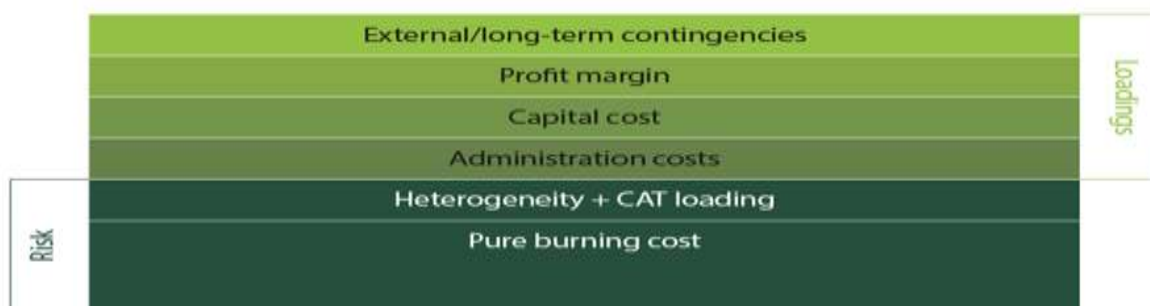 External/long-term contingencies
Profit margin
Capital cost
Administration costs
Loadings
Heterogeneity + CAT loading
Pure burning cost
Risk